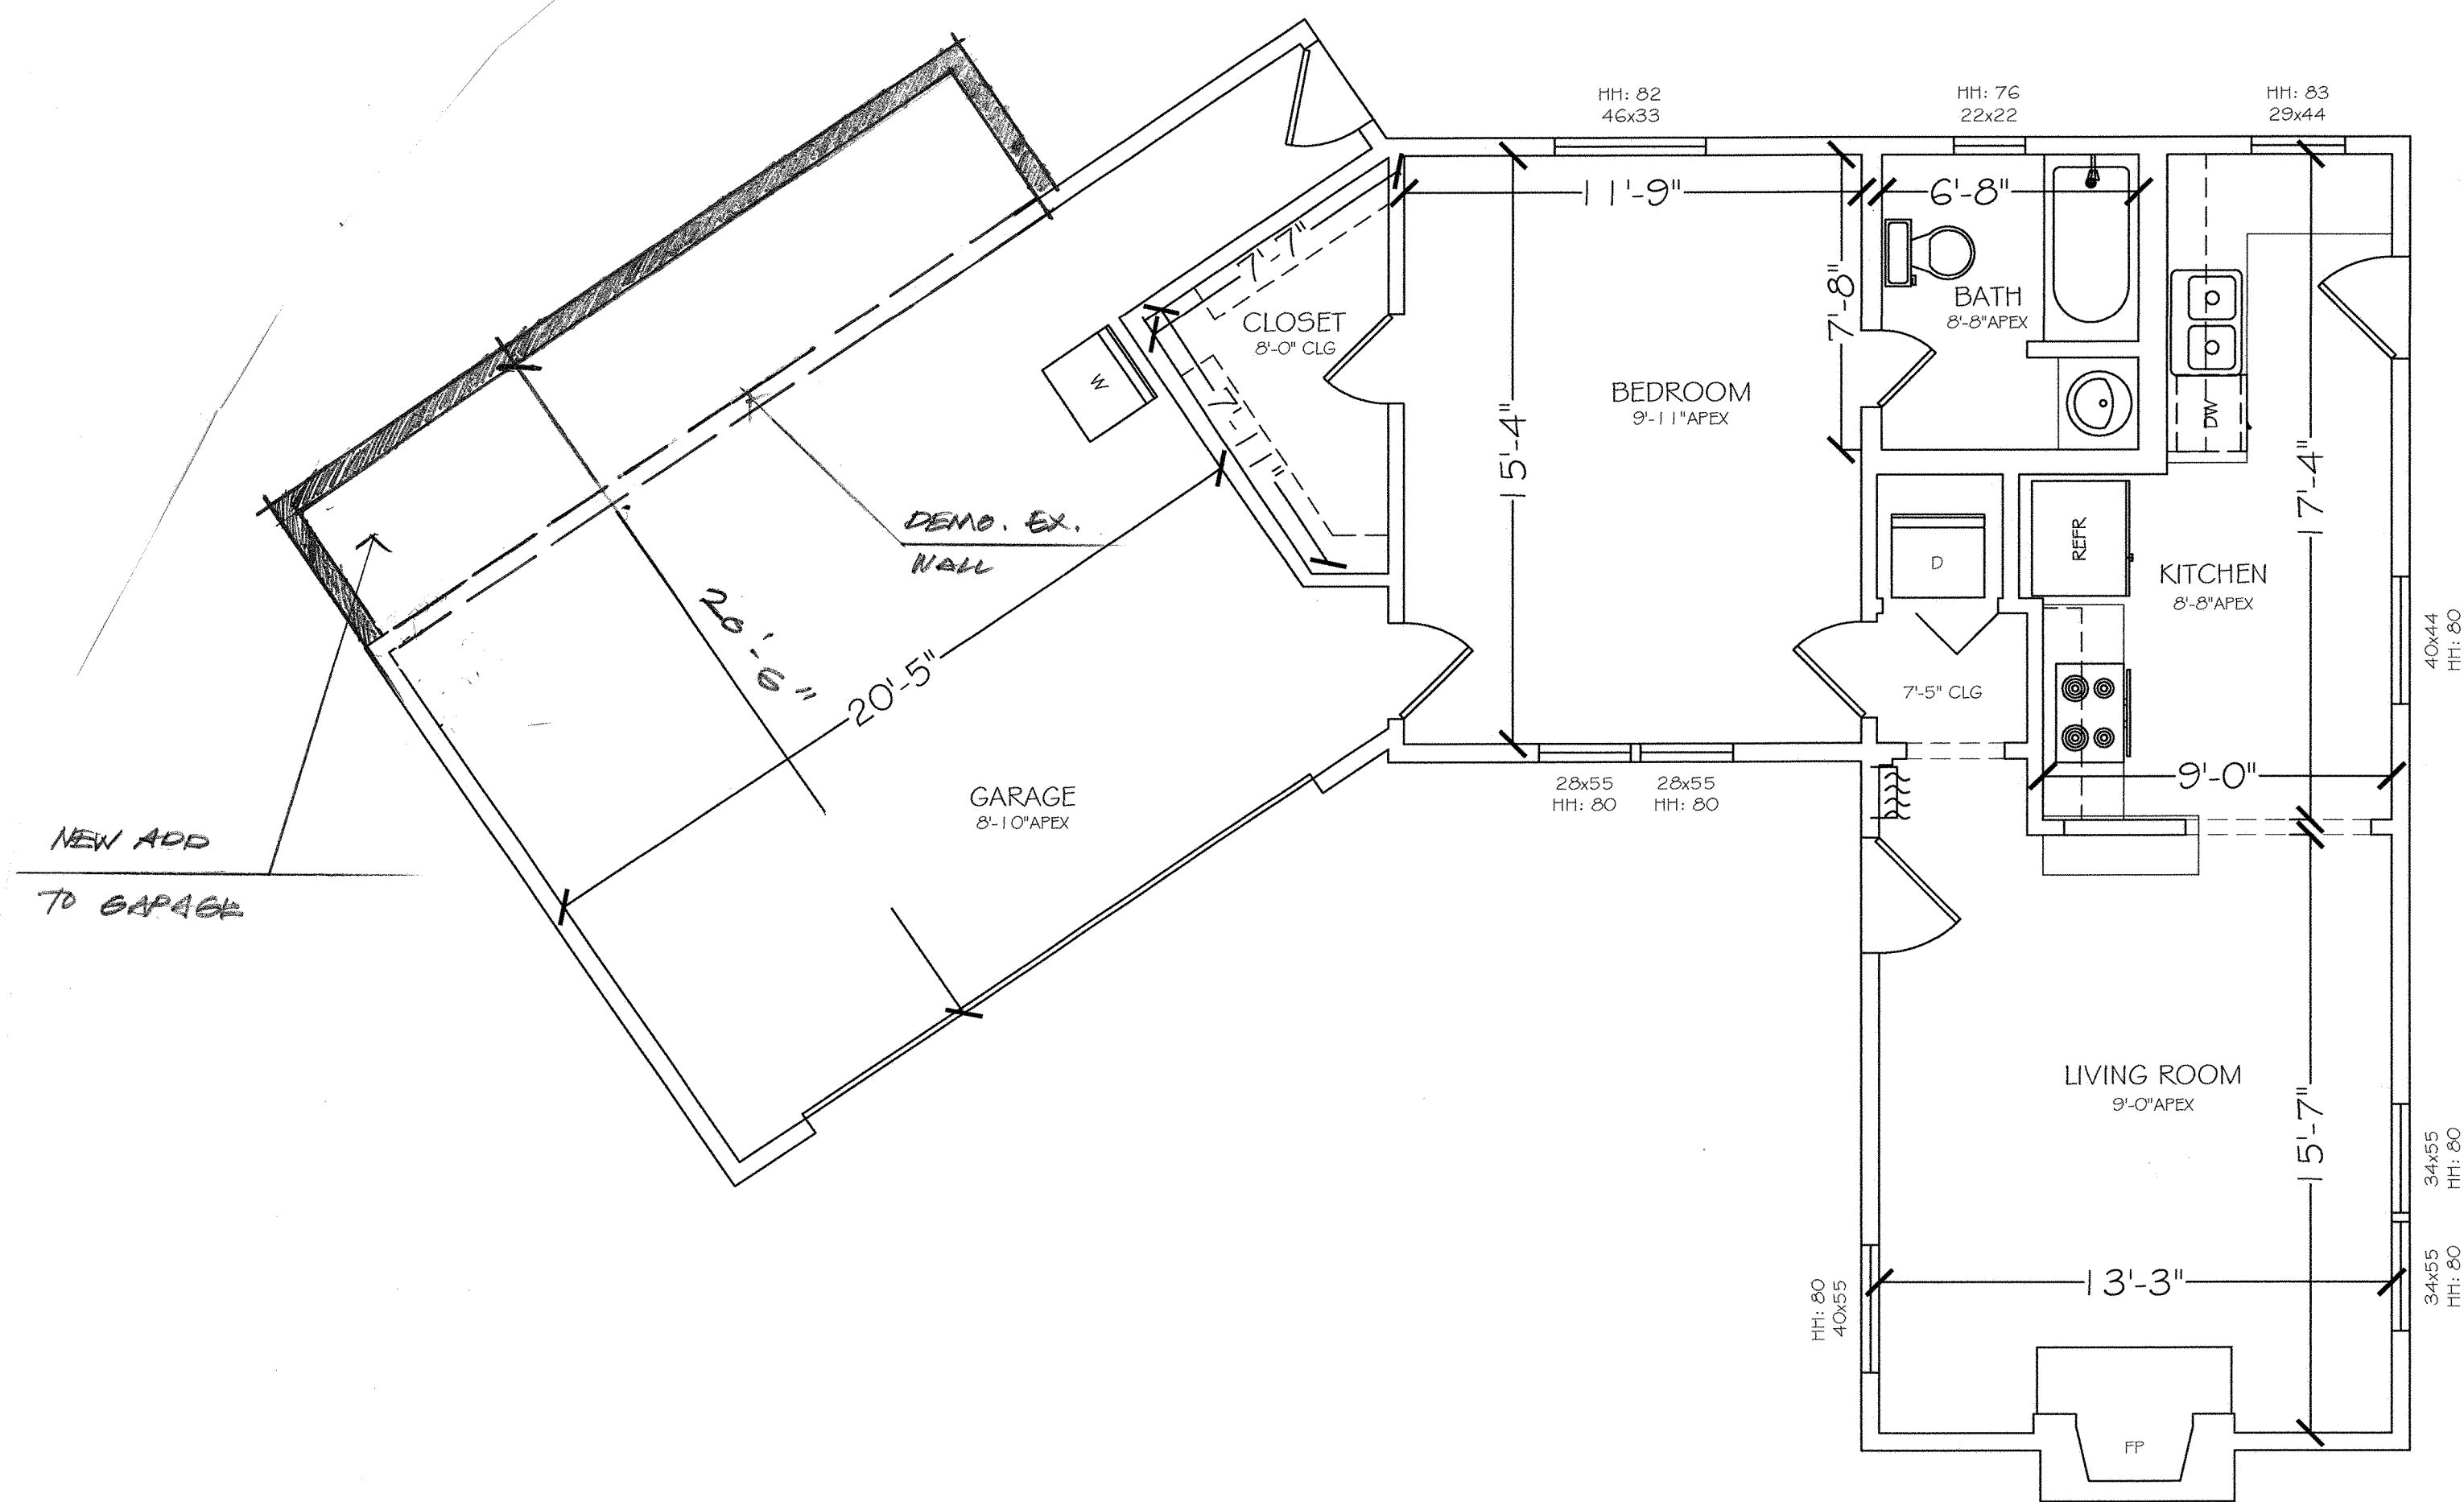 HH: 82
46x33
HH: 76
22x22
HH: 83
29x44
11'-9"
6'-8"
7'-7"
CLOSET
8'-0" CLG
7'-8"
BATH
8'-8"APEX
W
7'-11"
BEDROOM
9'-11"APEX
15'-4"
DW
17'-4"
DEMO. EX.
WALL
D
REFR
KITCHEN
8'-8"APEX
40x44
HH: 80
20'-6"
20'-5"
7'-5" CLG
GARAGE
8'-10"APEX
28x55
HH: 80
28x55
HH: 80
9'-0"
NEW ADD
TO GARAGE
LIVING ROOM
9'-0"APEX
15'-7"
34x55
HH: 80
13'-3"
34x55
HH: 80
HH: 80
40x55
FP